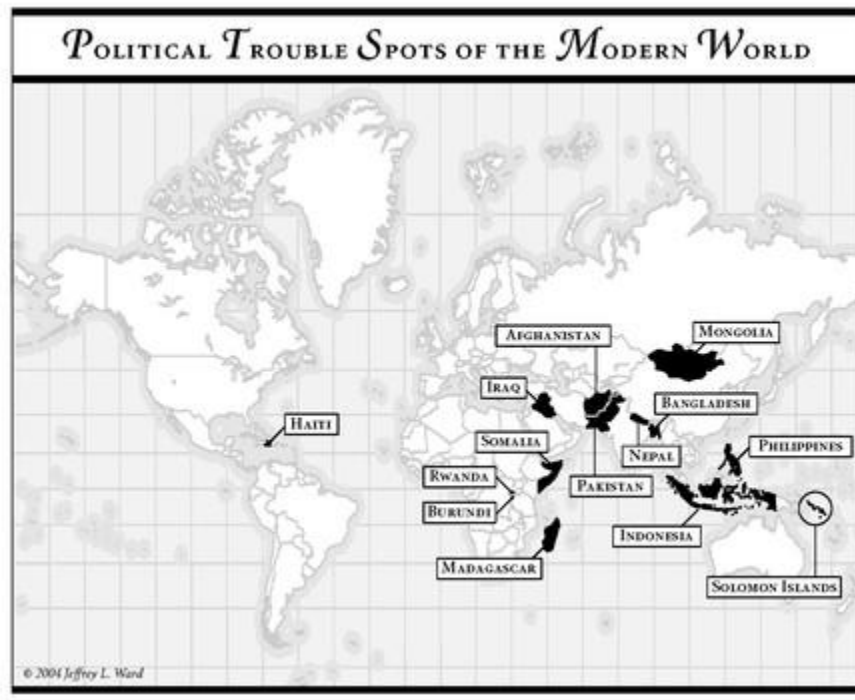 POLITICAL TROUBLE SPOTS OF THE MODERN WORLD
AFGHANISTAN
MONGOLIA
IRAQ
BANGLADESH
HAITI
SOMALIA
NEPAL
PHILIPPINES
RWANDA
PAKISTAN
BURUNDI
INDONESIA
MADAGASCAR
SOLOMON ISLANDS
© 2004 Jeffrey L. Ward